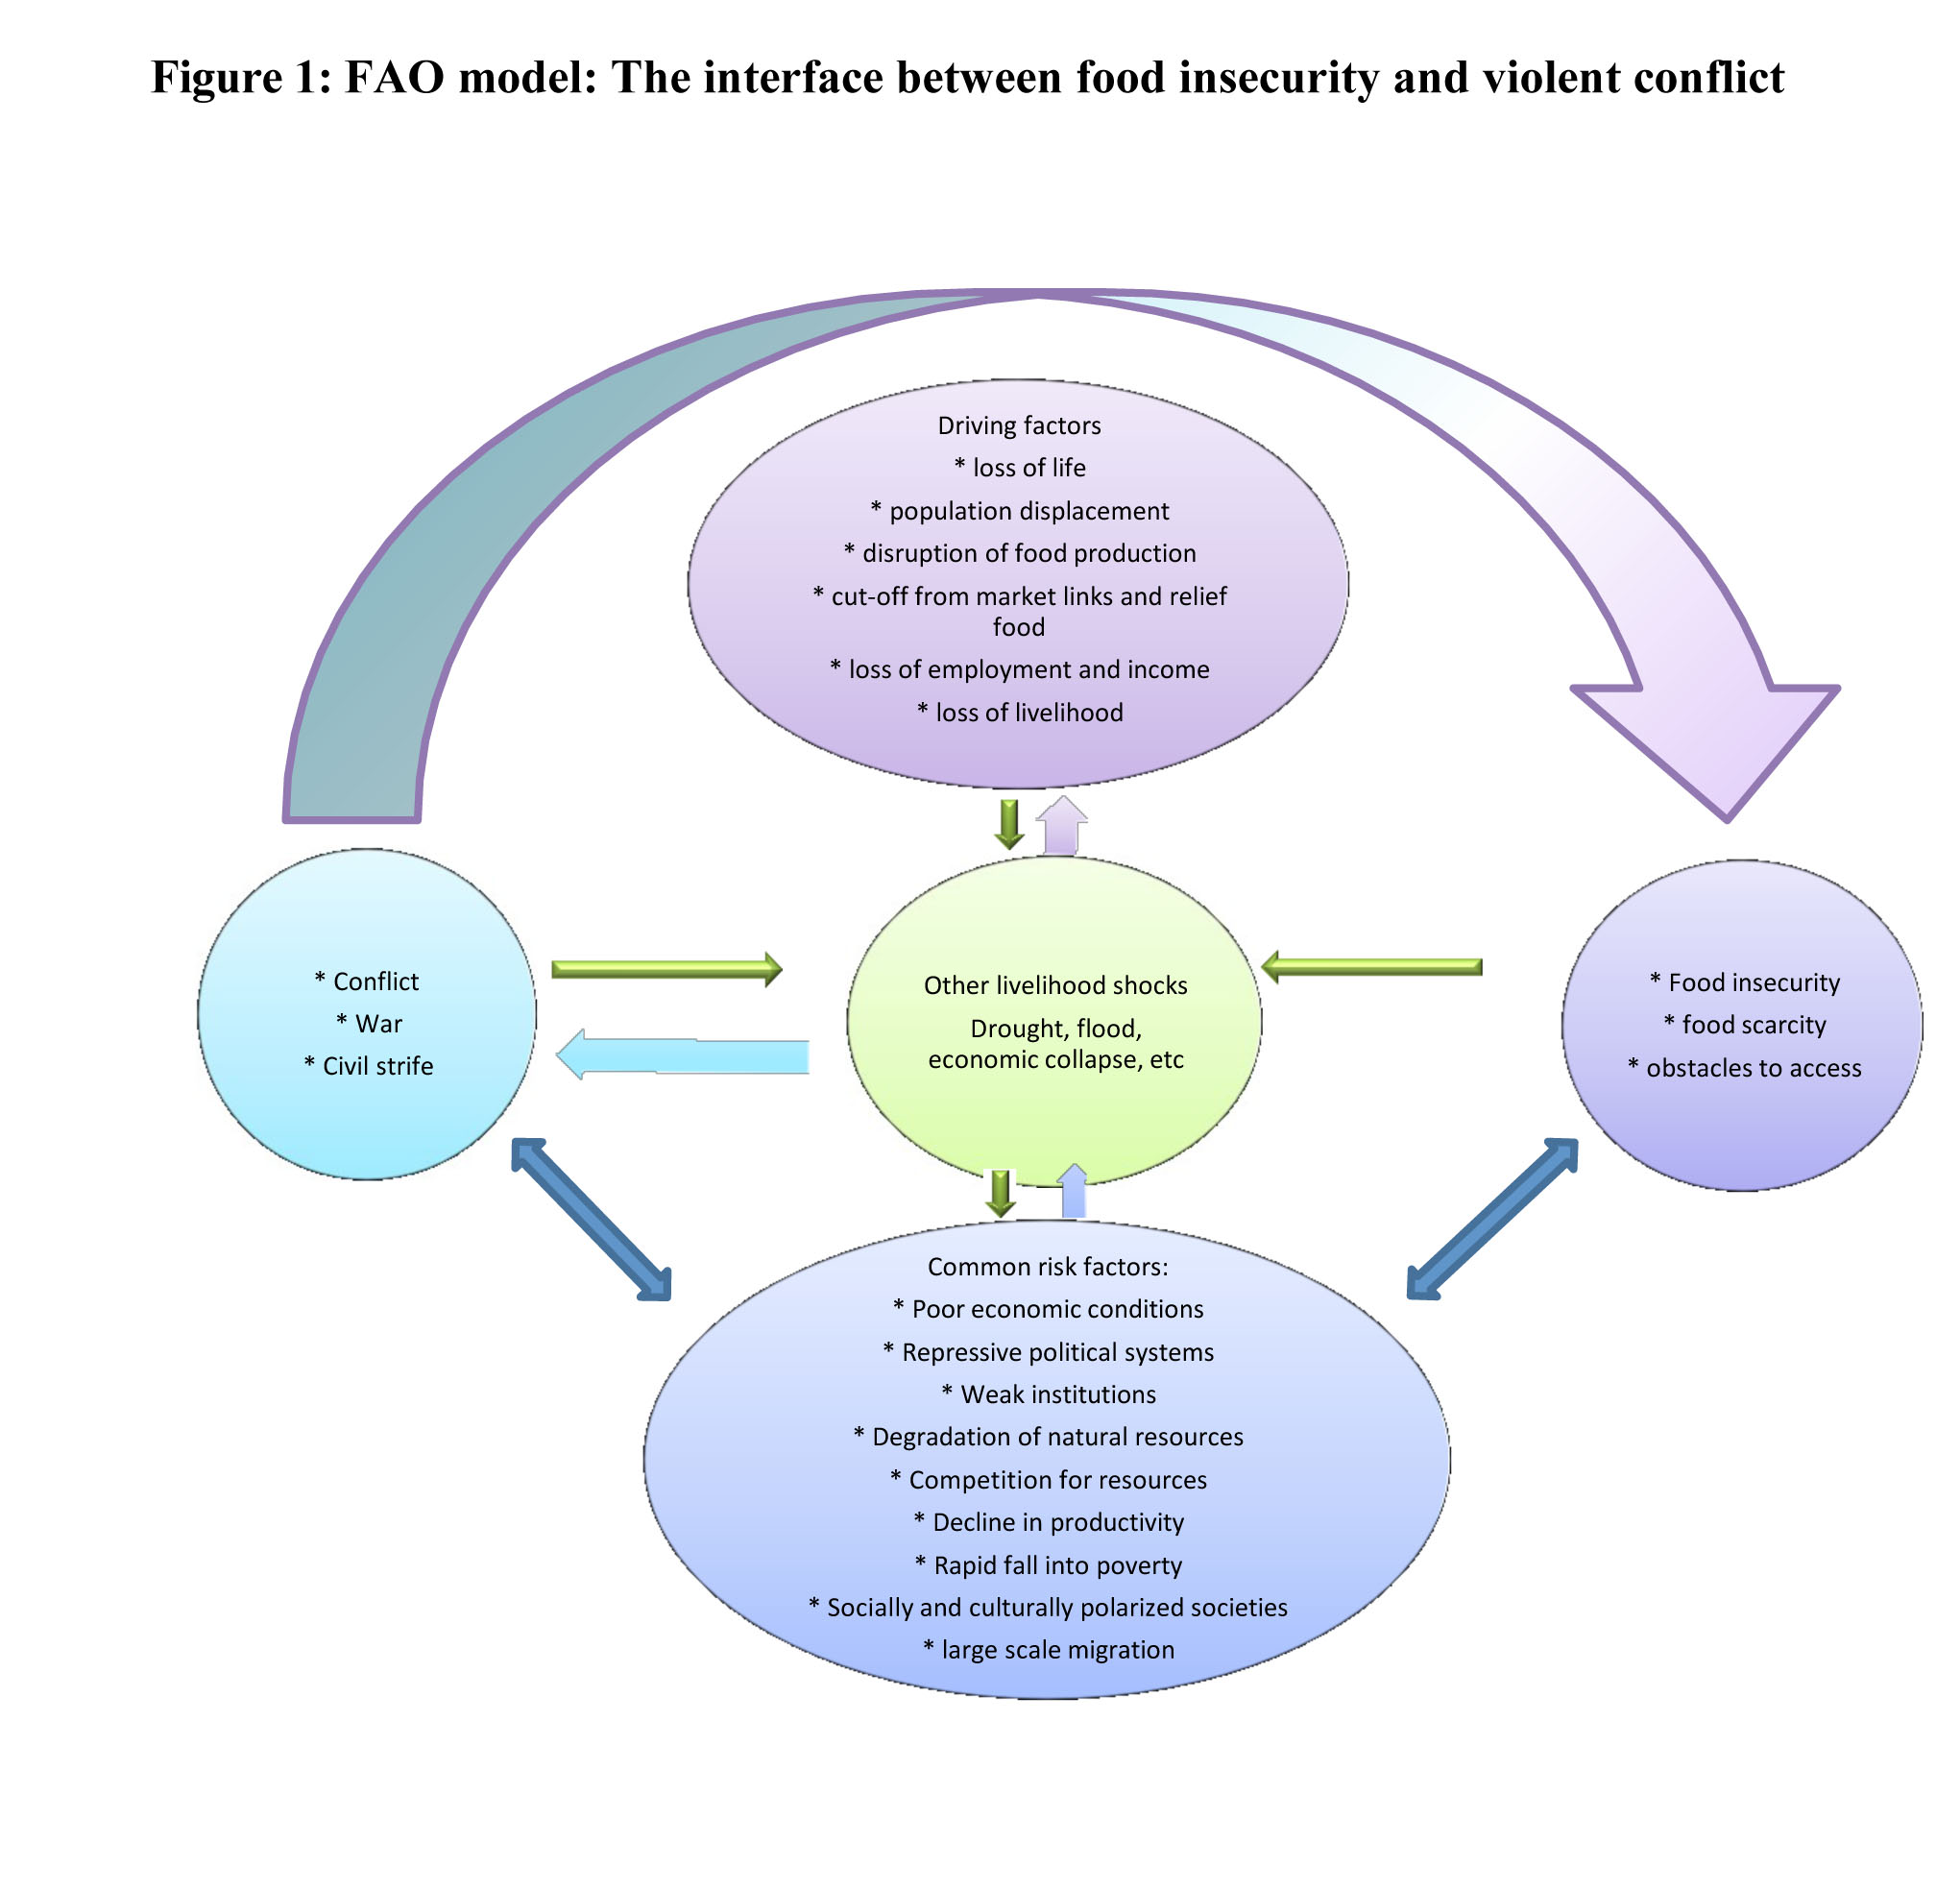 Figure 1: FAO model: The interface between food insecurity and violent conflict
Driving factors
* loss of life
* population displacement
* disruption of food production
* cut-off from market links and relief
food
* loss of employment and income
* loss of livelihood
* Conflict
* War
* Civil strife
Other livelihood shocks
Drought, flood,
economic collapse, etc
* Food insecurity
* food scarcity
* obstacles to access
Common risk factors:
* Poor economic conditions
* Repressive political systems
* Weak institutions
* Degradation of natural resources
* Competition for resources
* Decline in productivity
* Rapid fall into poverty
* Socially and culturally polarized societies
* large scale migration